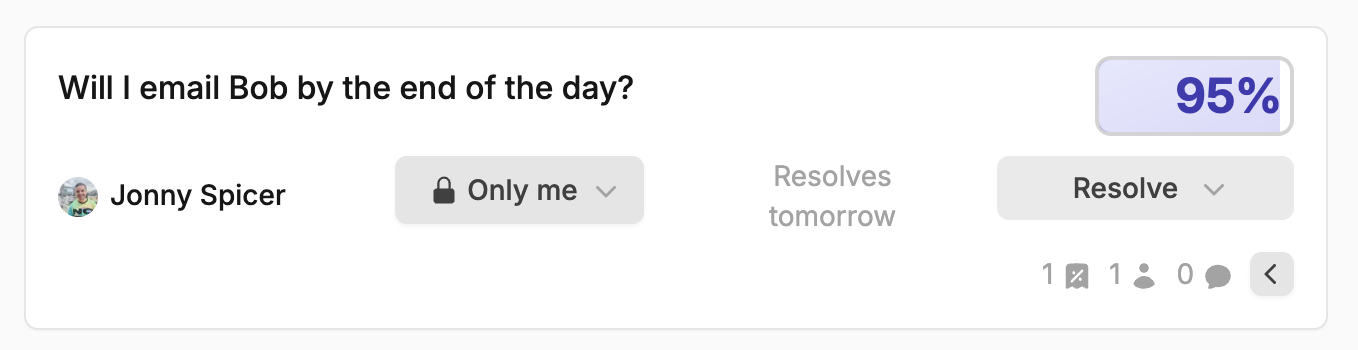 Will I email Bob by the end of the day?
95%
Jonny Spicer
Only me
Resolves
tomorrow
Resolve
1 1 0